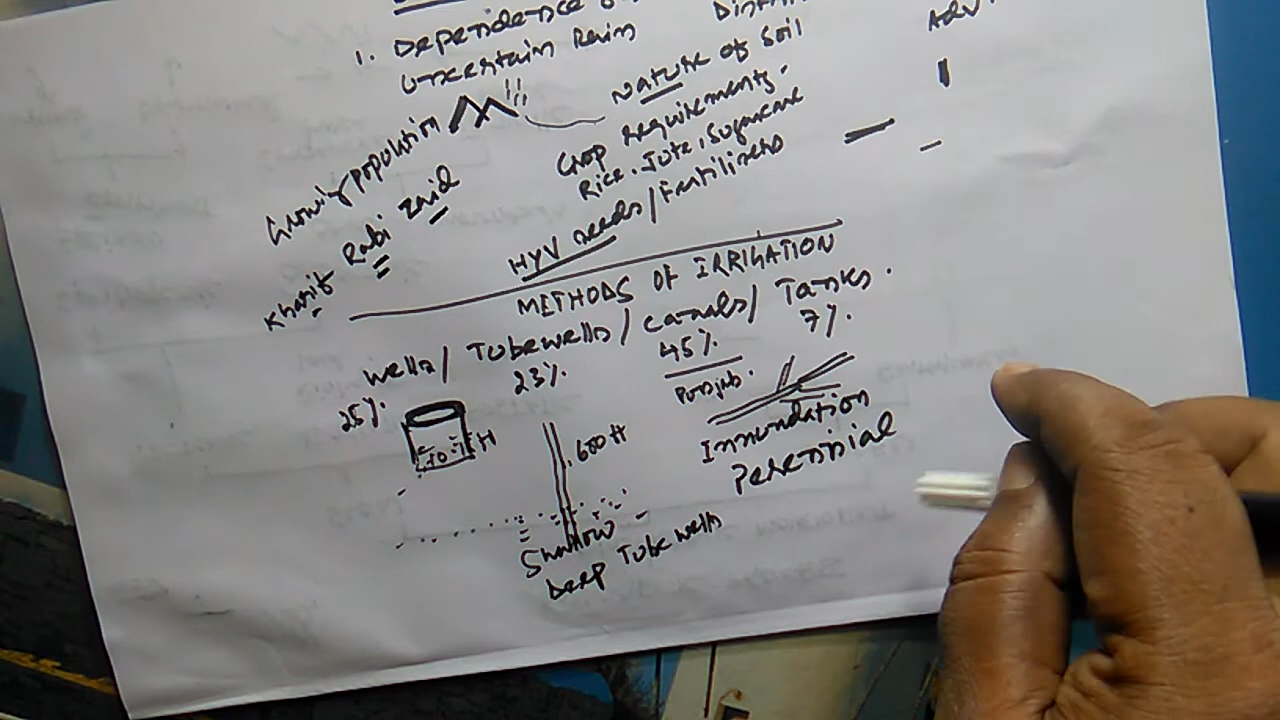 1. Dependence
Uncertain Rain
Growing population
Kharif Rabi Zaid
Nature of Soil
Crop requirements.
Rice, Jute, Sugarcane
HYV seeds / Fertilisers
ADV
METHODS OF IRRIGATION
Wells / Tubewells / Canals / Tanks.
25% 23% 45% 7%.
Punjab.
600 ft
Innundation
Perennial
Shallow -
Deep Tube wells